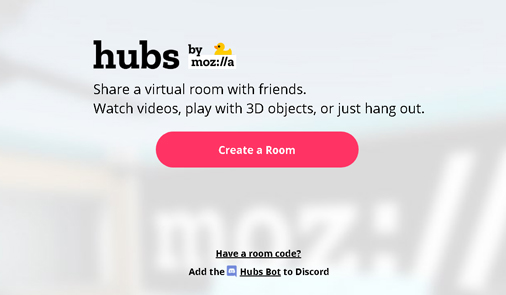 hubs by
moz://a
Share a virtual room with friends.
Watch videos, play with 3D objects, or just hang out.
Create a Room
moz://
Have a room code?
Add the Hubs Bot to Discord